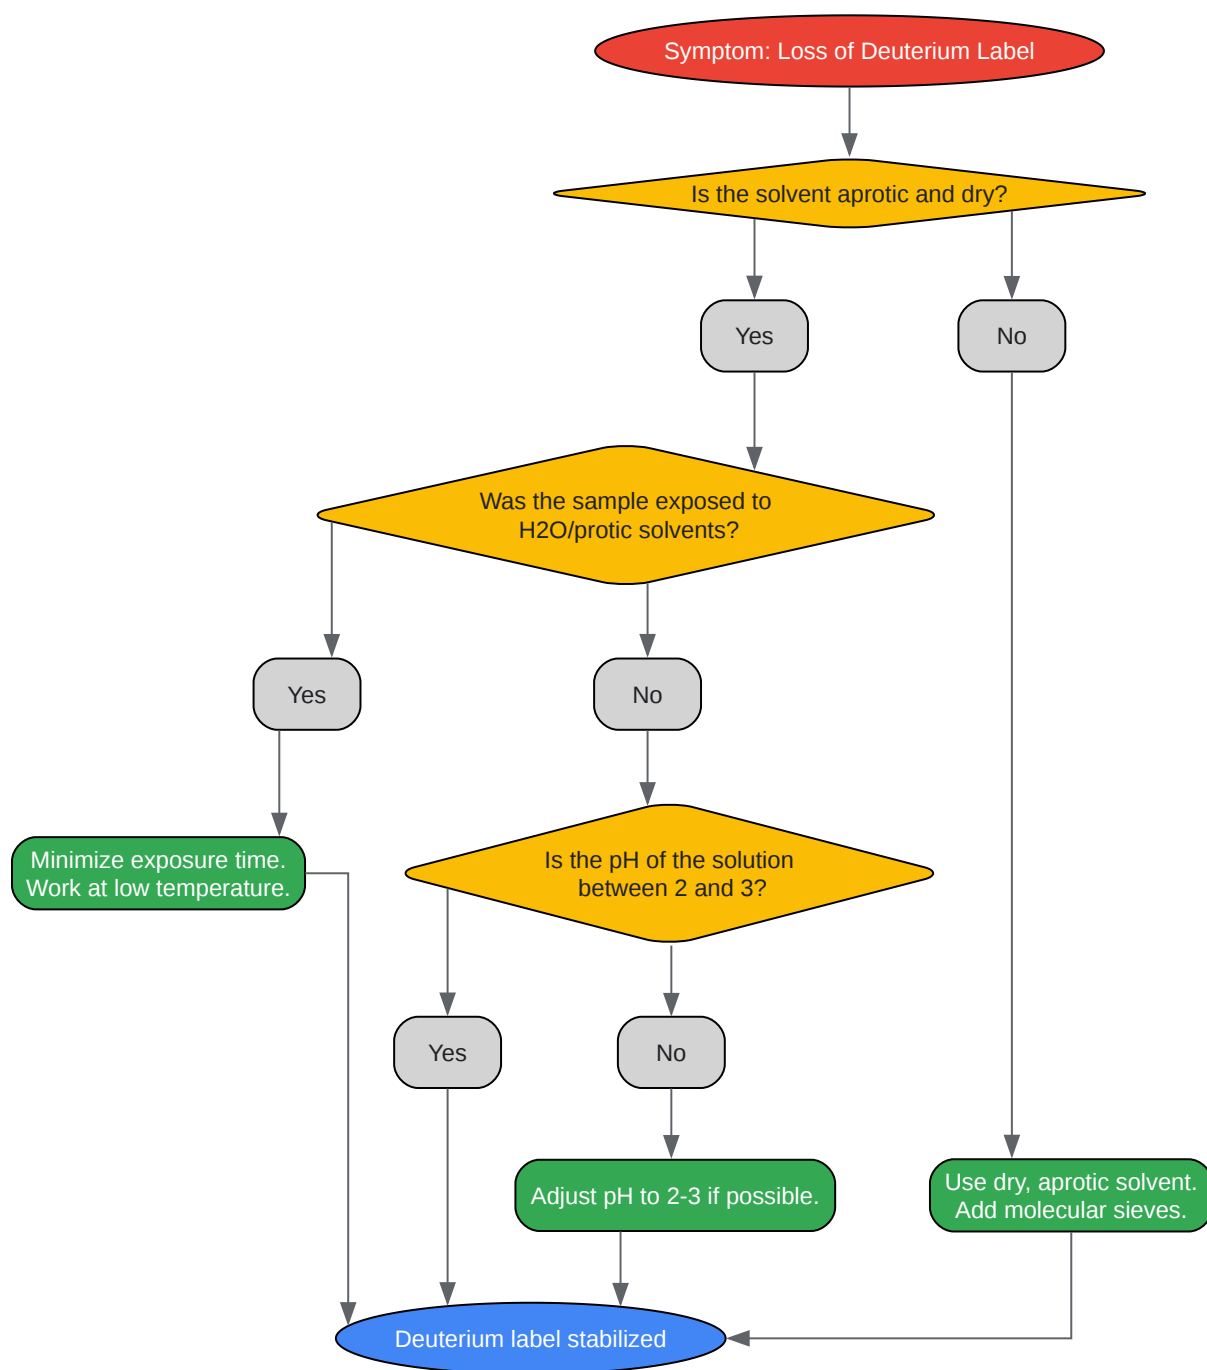 Symptom: Loss of Deuterium Label
Is the solvent aprotic and dry?
Yes
No
Was the sample exposed to
H2O/protic solvents?
Yes
No
Minimize exposure time.
Work at low temperature.
Is the pH of the solution
between 2 and 3?
Yes
No
Adjust pH to 2-3 if possible.
Use dry, aprotic solvent.
Add molecular sieves.
Deuterium label stabilized